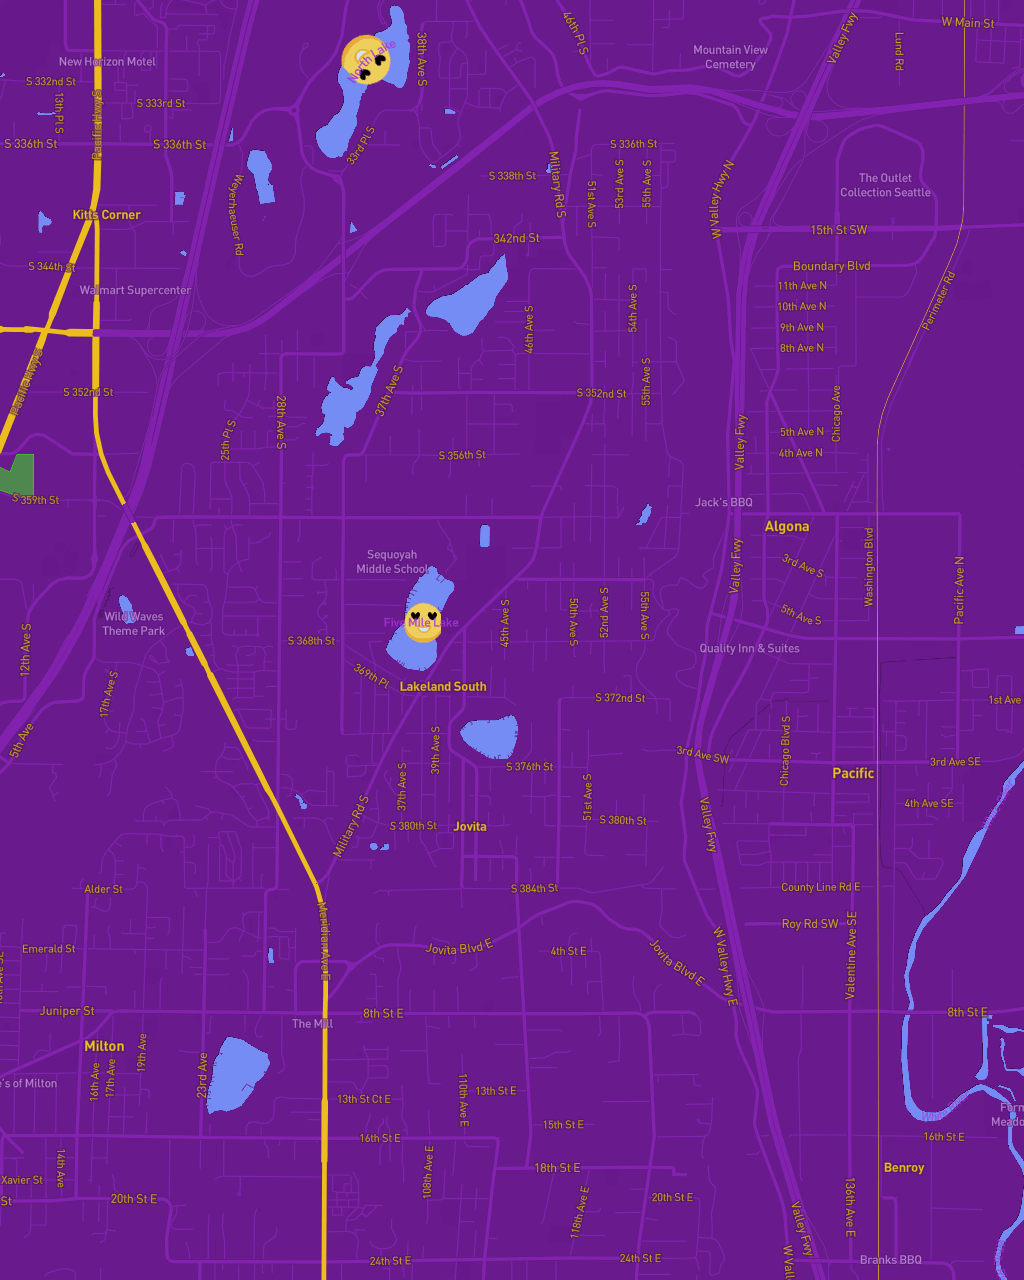 46th Pl S
38th Ave S
W Main St
Lund Rd
Valley Fwy
Mountain View
Cemetery
North Lake
New Horizon Motel
S 332nd St
S 333rd St
13th Pl S
Pacific Hwy S
S 336th St
S 336th St
33rd Pl S
S 336th St
S 338th St
Military Rd S
51st Ave S
53rd Ave S
55th Ave S
W Valley Hwy N
The Outlet
Collection Seattle
Weyerhaeuser Rd
Kitts Corner
342nd St
15th St SW
S 344th St
Boundary Blvd
Walmart Supercenter
11th Ave N
10th Ave N
9th Ave N
8th Ave N
Perimeter Rd
54th Ave S
46th Ave S
Pacific Hwy S
S 352nd St
37th Ave S
S 352nd St
55th Ave S
Chicago Ave
28th Ave S
25th Pl S
Valley Fwy
5th Ave N
4th Ave N
S 356th St
S 359th St
Jack's BBQ
Algona
Sequoyah
Middle School
Valley Fwy
3rd Ave S
Washington Blvd
Pacific Ave N
Wild Waves
Theme Park
Five Mile Lake
45th Ave S
50th Ave S
52nd Ave S
55th Ave S
5th Ave S
12th Ave S
S 368th St
Quality Inn & Suites
369th Pl
Lakeland South
17th Ave S
S 372nd St
1st Ave
5th Ave
39th Ave S
Chicago Blvd S
3rd Ave SW
3rd Ave SE
S 376th St
Pacific
37th Ave S
51st Ave S
4th Ave SE
Military Rd S
S 380th St
Jovita
S 380th St
Valley Fwy
Alder St
S 384th St
County Line Rd E
Meridian Ave E
Roy Rd SW
Valentine Ave SE
Emerald St
Jovita Blvd E
4th St E
Jovita Blvd E
W Valley Hwy E
Juniper St
8th St E
8th St E
The Mill
Milton
19th Ave
16th Ave
17th Ave
23rd Ave
's of Milton
13th St Ct E
110th Ave E
13th St E
15th St E
16th St E
16th St E
14th Ave
108th Ave E
18th St E
Benroy
Xavier St
20th St E
118th Ave E
20th St E
136th Ave E
Valley Fwy
24th St E
24th St E
Branks BBQ